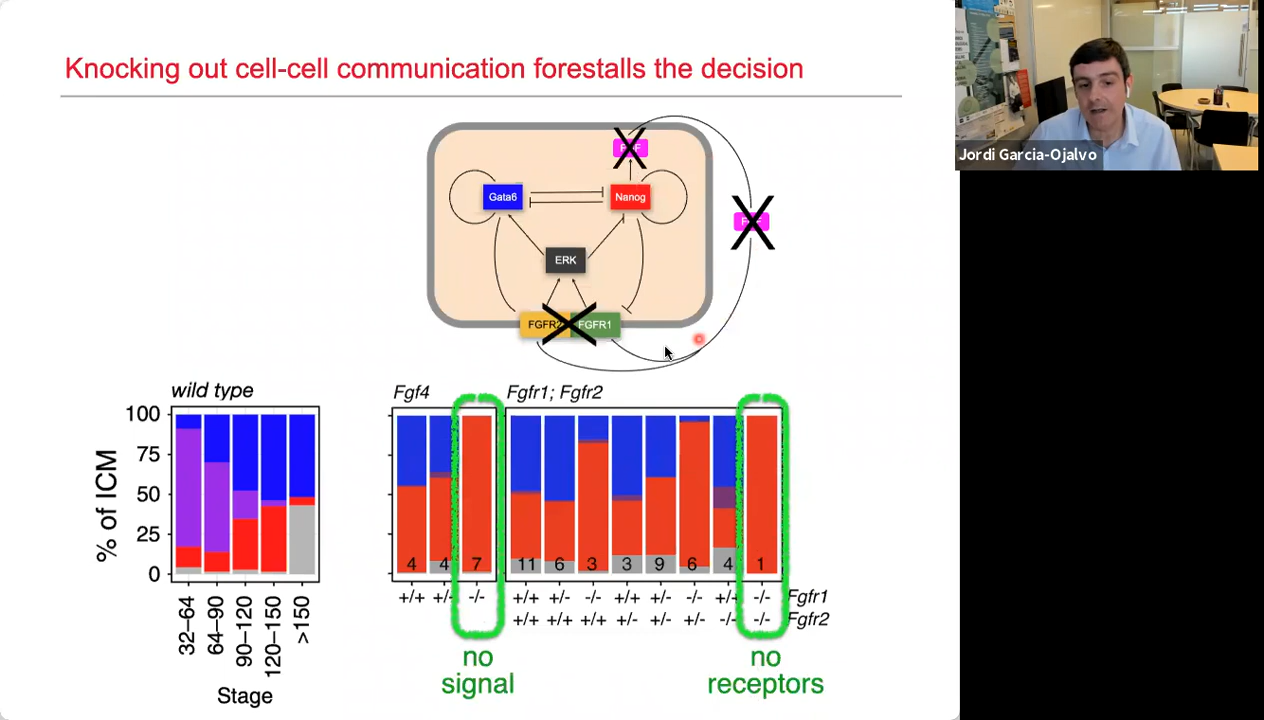 Knocking out cell-cell communication forestalls the decision
Jordi Garcia-Ojalvo
Gata6
Nanog
ERK
FGFR2
FGFR1
wild type
Fgf4
Fgfr1; Fgfr2
100
75
50
25
0
% of ICM
4 4 7
11 6 3 3 9 6 4 1
+/+ +/- -/-
+/+ +/- -/- +/+ +/- -/- +/+ -/- Fgfr1
+/+ +/+ +/+ +/- +/- +/- -/- -/- Fgfr2
32–64
64–90
90–120
120–150
>150
Stage
no
signal
no
receptors